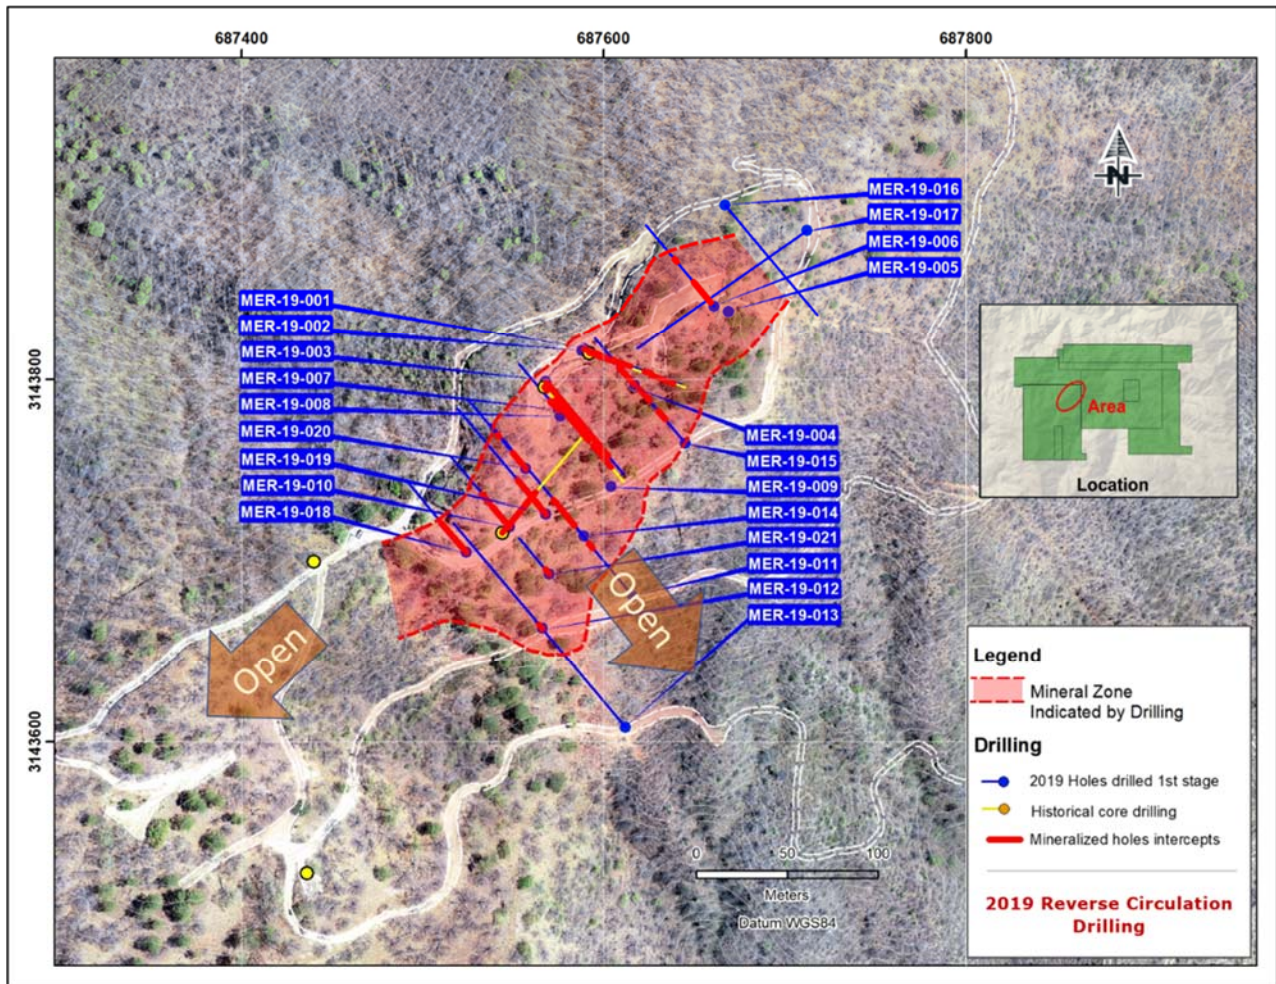 687400
687600
687800
3143800
3143600
N
MER-19-016
MER-19-017
MER-19-006
MER-19-005
MER-19-001
MER-19-002
MER-19-003
MER-19-007
MER-19-008
MER-19-020
MER-19-019
MER-19-010
MER-19-018
MER-19-004
MER-19-015
MER-19-009
MER-19-014
MER-19-021
MER-19-011
MER-19-012
MER-19-013
Open
Open
Area
Location
Legend
Mineral Zone
Indicated by Drilling
Drilling
2019 Holes drilled 1st stage
Historical core drilling
Mineralized holes intercepts
2019 Reverse Circulation
Drilling
0 50 100
Meters
Datum WGS84